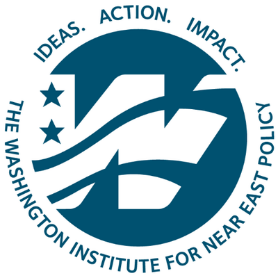 IDEAS. ACTION. IMPACT.
W
THE WASHINGTON INSTITUTE FOR NEAR EAST POLICY